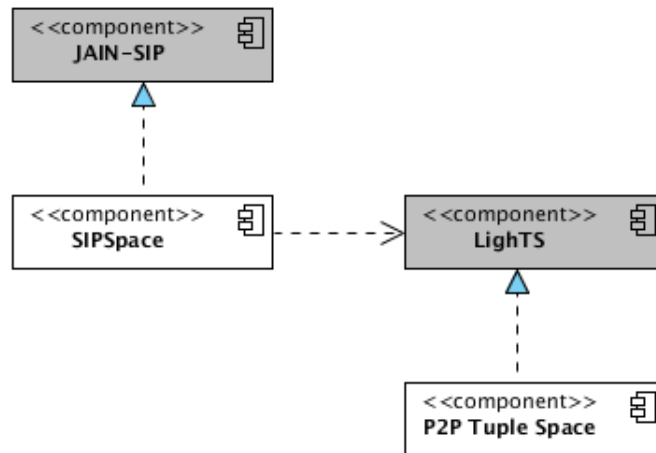 <<component>>
JAIN-SIP
<<component>>
SIPSpace
<<component>>
LighTS
<<component>>
P2P Tuple Space